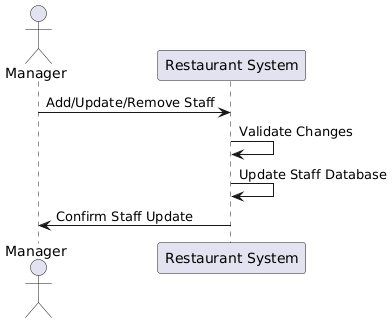 Manager
Restaurant System
Add/Update/Remove Staff
Validate Changes
Update Staff Database
Confirm Staff Update
Manager
Restaurant System